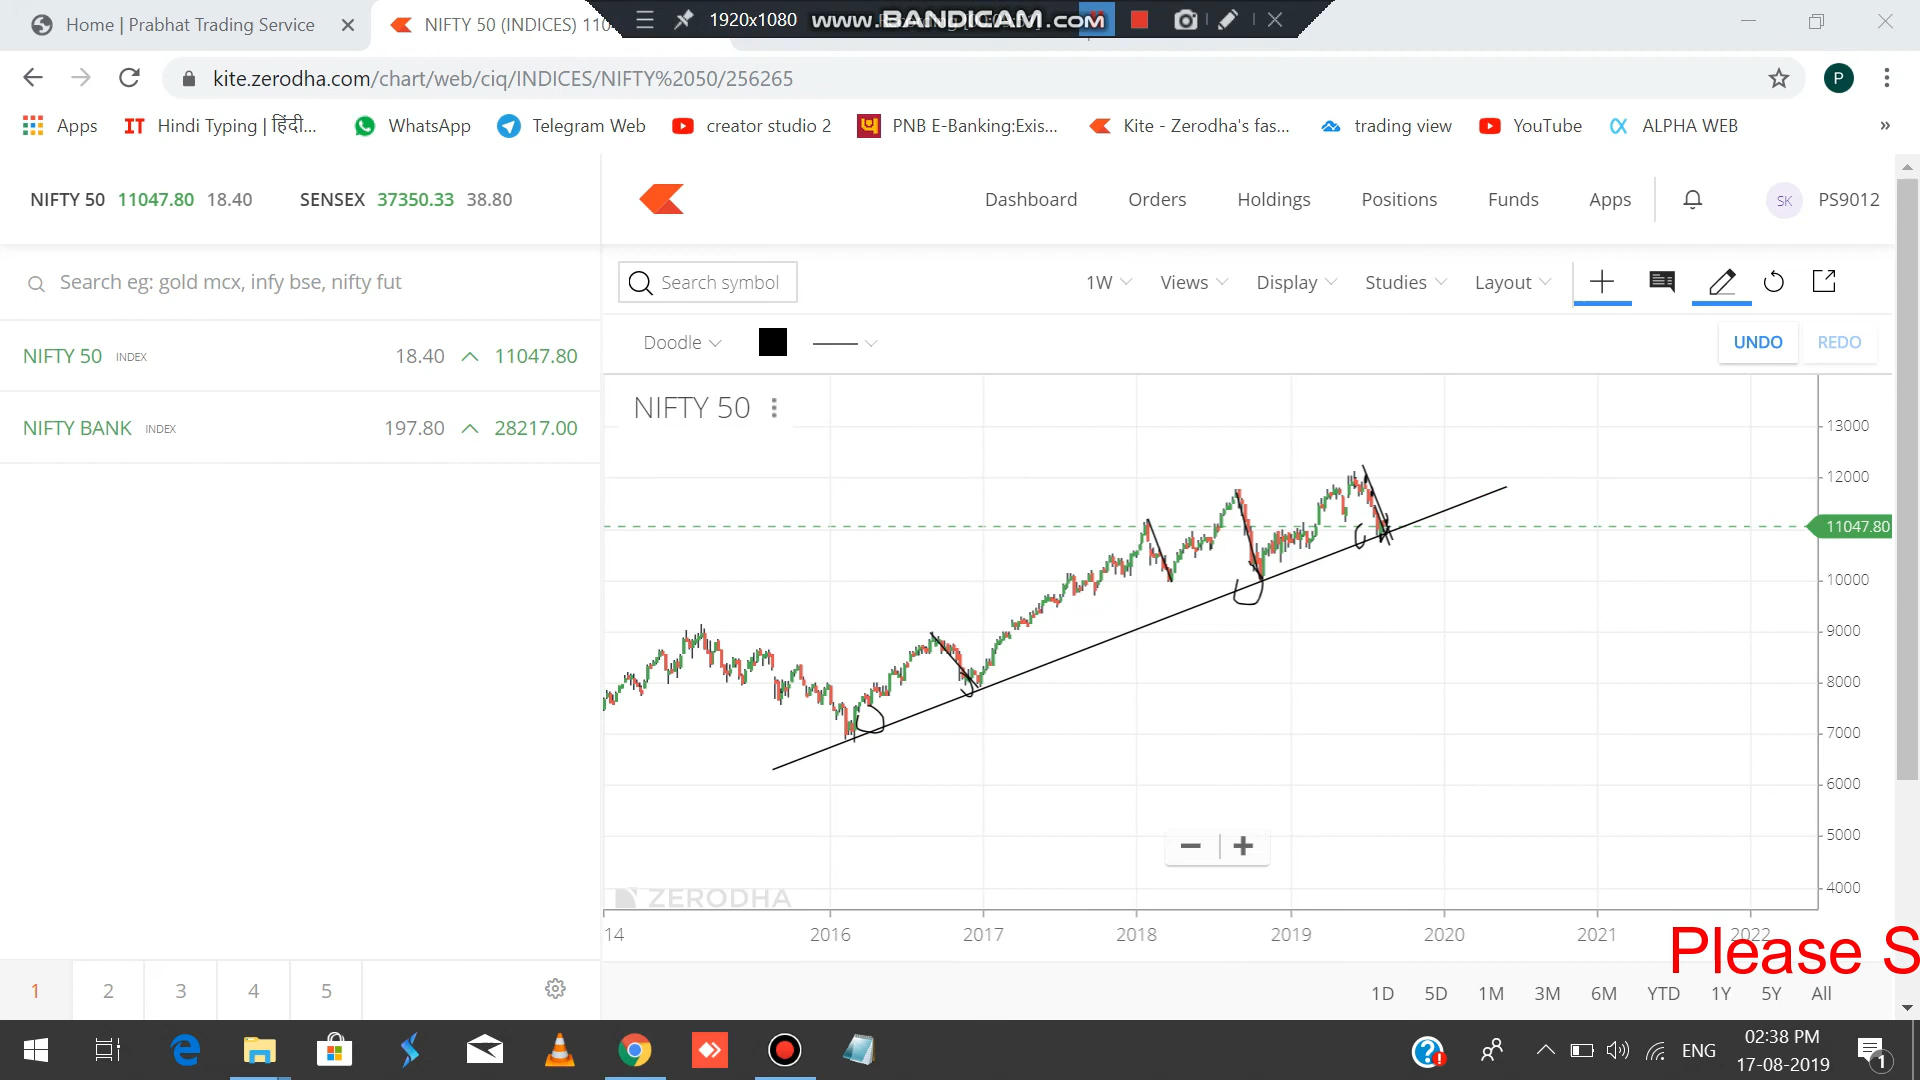 Home | Prabhat Trading Service
NIFTY 50 (INDICES) 110
1920x1080
www.BANDICAM.com
kite.zerodha.com/chart/web/ciq/INDICES/NIFTY%2050/256265
P
Apps
IT Hindi Typing | हिंदी...
WhatsApp
Telegram Web
creator studio 2
PNB E-Banking:Exis...
Kite - Zerodha's fas...
trading view
YouTube
ALPHA WEB
»
NIFTY 50 11047.80 18.40
SENSEX 37350.33 38.80
Dashboard
Orders
Holdings
Positions
Funds
Apps
SK
PS9012
Search eg: gold mcx, infy bse, nifty fut
Search symbol
1W
Views
Display
Studies
Layout
NIFTY 50 INDEX 18.40 11047.80
NIFTY BANK INDEX 197.80 28217.00
Doodle
UNDO
REDO
NIFTY 50
13000
12000
11047.80
10000
9000
8000
7000
6000
5000
4000
ZERODHA
14 2016 2017 2018 2019 2020 2021 2022
Please S
1 2 3 4 5
1D 5D 1M 3M 6M YTD 1Y 5Y All
ENG
02:38 PM
17-08-2019
1